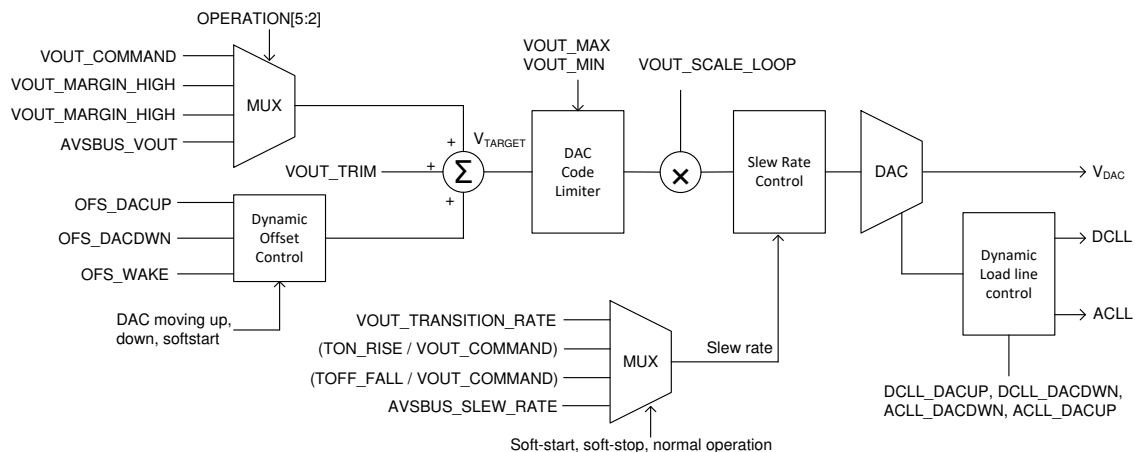 OPERATION[5:2]
VOUT_COMMAND
VOUT_MARGIN_HIGH
VOUT_MARGIN_HIGH
AVSBUS_VOUT
MUX
VOUT_TRIM
+
+
+
Σ
VTARGET
VOUT_MAX
VOUT_MIN
DAC
Code
Limiter
VOUT_SCALE_LOOP
×
Slew Rate
Control
DAC
VDAC
OFS_DACUP
OFS_DACDWN
OFS_WAKE
Dynamic
Offset
Control
DAC moving up,
down, softstart
VOUT_TRANSITION_RATE
(TON_RISE / VOUT_COMMAND)
(TOFF_FALL / VOUT_COMMAND)
AVSBUS_SLEW_RATE
MUX
Slew rate
Soft-start, soft-stop, normal operation
Dynamic
Load line
control
DCLL
ACLL
DCLL_DACUP, DCLL_DACDWN,
ACLL_DACDWN, ACLL_DACUP